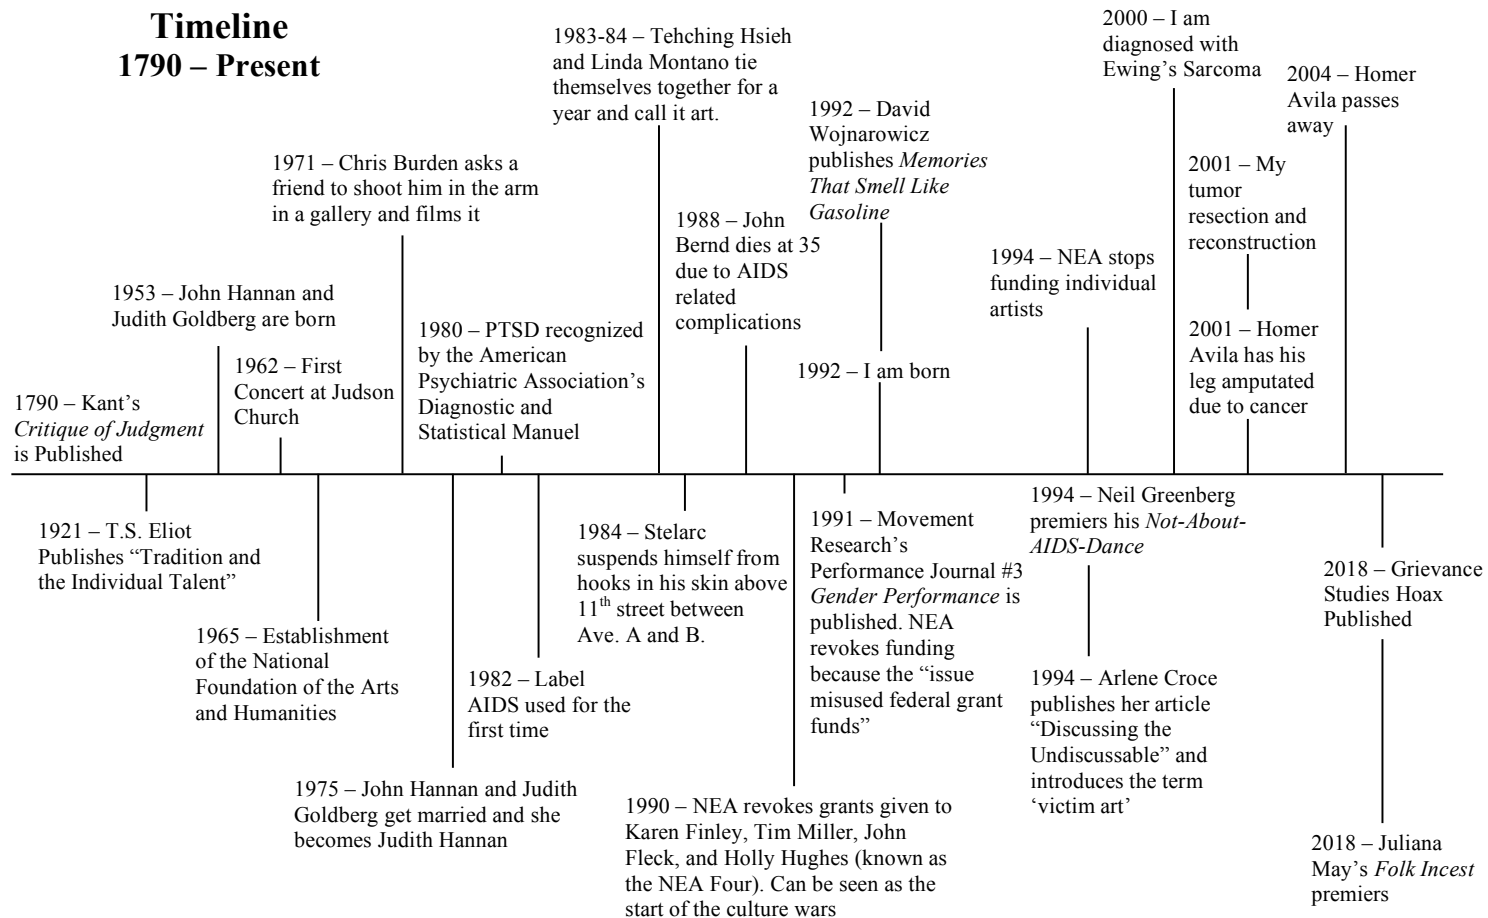 Timeline
1790 – Present
1790 – Kant’s
Critique of Judgment
is Published
1921 – T.S. Eliot
Publishes “Tradition and
the Individual Talent”
1953 – John Hannan and
Judith Goldberg are born
1962 – First
Concert at Judson
Church
1965 – Establishment
of the National
Foundation of the Arts
and Humanities
1971 – Chris Burden asks a
friend to shoot him in the arm
in a gallery and films it
1975 – John Hannan and Judith
Goldberg get married and she
becomes Judith Hannan
1980 – PTSD recognized
by the American
Psychiatric Association’s
Diagnostic and
Statistical Manuel
1982 – Label
AIDS used for the
first time
1983-84 – Tehching Hsieh
and Linda Montano tie
themselves together for a
year and call it art.
1984 – Stelarc
suspends himself from
hooks in his skin above
11th street between
Ave. A and B.
1988 – John
Bernd dies at 35
due to AIDS
related
complications
1990 – NEA revokes grants given to
Karen Finley, Tim Miller, John
Fleck, and Holly Hughes (known as
the NEA Four). Can be seen as the
start of the culture wars
1991 – Movement
Research’s
Performance Journal #3
Gender Performance is
published. NEA
revokes funding
because the “issue
misused federal grant
funds”
1992 – David
Wojnarowicz
publishes Memories
That Smell Like
Gasoline
1992 – I am born
1994 – NEA stops
funding individual
artists
1994 – Neil Greenberg
premiers his Not-About-
AIDS-Dance
1994 – Arlene Croce
publishes her article
“Discussing the
Undiscussable” and
introduces the term
‘victim art’
2000 – I am
diagnosed with
Ewing’s Sarcoma
2001 – My
tumor
resection and
reconstruction
2001 – Homer
Avila has his
leg amputated
due to cancer
2004 – Homer
Avila passes
away
2018 – Grievance
Studies Hoax
Published
2018 – Juliana
May’s Folk Incest
premiers